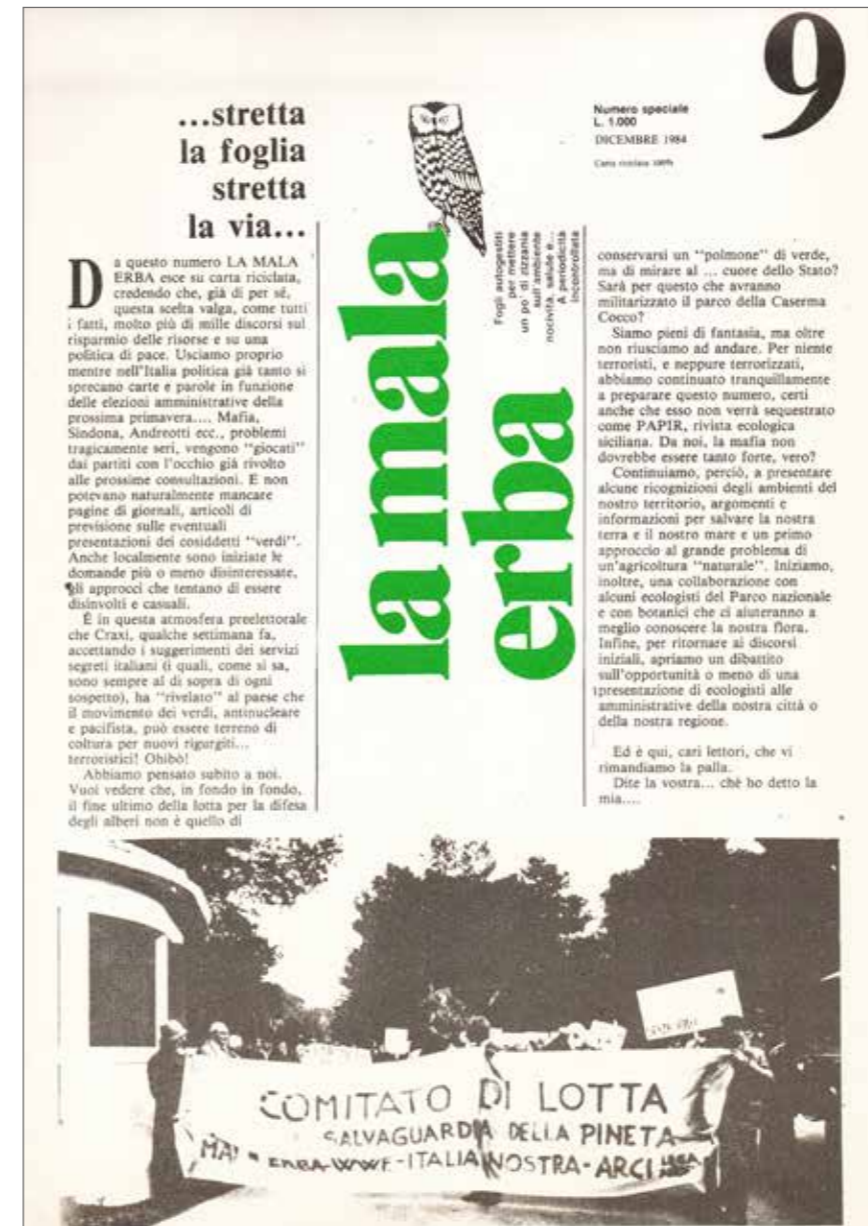 9
Numero speciale
L. 1.000
DICEMBRE 1984
Carta riciclata 100%
...stretta
la foglia
stretta
la via...
la mala
erba
Fogli autogestiti
per mettere
un po' di zizzania
sull'ambiente
nocività, salute e...
A periodicità
incontrollata
Da questo numero LA MALA
ERBA esce su carta riciclata,
credendo che, già di per sé,
questa scelta valga, come tutti
i fatti, molto più di mille discorsi sul
risparmio delle risorse e su una
politica di pace. Usciamo proprio
mentre nell'Italia politica già tanto si
sprecano carte e parole in funzione
delle elezioni amministrative della
prossima primavera.... Mafia,
Sindona, Andreotti ecc., problemi
tragicamente seri, vengono "giocati"
dai partiti con l'occhio già rivolto
alle prossime consultazioni. E non
potevano naturalmente mancare
pagine di giornali, articoli di
previsione sulle eventuali
presentazioni dei cosiddetti "verdi".
Anche localmente sono iniziate le
domande più o meno disinteressate,
gli approcci che tentano di essere
disinvolti e casuali.
È in questa atmosfera preelettorale
che Craxi, qualche settimana fa,
accettando i suggerimenti dei servizi
segreti italiani (i quali, come si sa,
sono sempre al di sopra di ogni
sospetto), ha "rivelato" al paese che
il movimento dei verdi, antinucleare
e pacifista, può essere terreno di
coltura per nuovi rigurgiti...
terroristici! Ohibò!
Abbiamo pensato subito a noi.
Vuoi vedere che, in fondo in fondo,
il fine ultimo della lotta per la difesa
degli alberi non è quello di
conservarsi un "polmone" di verde,
ma di mirare al ... cuore dello Stato?
Sarà per questo che avranno
militarizzato il parco della Caserma
Cocco?
Siamo pieni di fantasia, ma oltre
non riusciamo ad andare. Per niente
terroristi, e neppure terrorizzati,
abbiamo continuato tranquillamente
a preparare questo numero, certi
anche che esso non verrà sequestrato
come PAPIR, rivista ecologica
siciliana. Da noi, la mafia non
dovrebbe essere tanto forte, vero?
Continuiamo, perciò, a presentare
alcune ricognizioni degli ambienti del
nostro territorio, argomenti e
informazioni per salvare la nostra
terra e il nostro mare e un primo
approccio al grande problema di
un'agricoltura "naturale". Iniziamo,
inoltre, una collaborazione con
alcuni ecologisti del Parco nazionale
e con botanici che ci aiuteranno a
meglio conoscere la nostra flora.
Infine, per ritornare ai discorsi
iniziali, apriamo un dibattito
sull'opportunità o meno di una
presentazione di ecologisti alle
amministrative della nostra città o
della nostra regione.
Ed è qui, cari lettori, che vi
rimandiamo la palla.
Dite la vostra... chè ho detto la
mia....
COMITATO DI LOTTA
SALVAGUARDIA DELLA PINETA
ERBA-WWF-ITALIA NOSTRA-ARCI